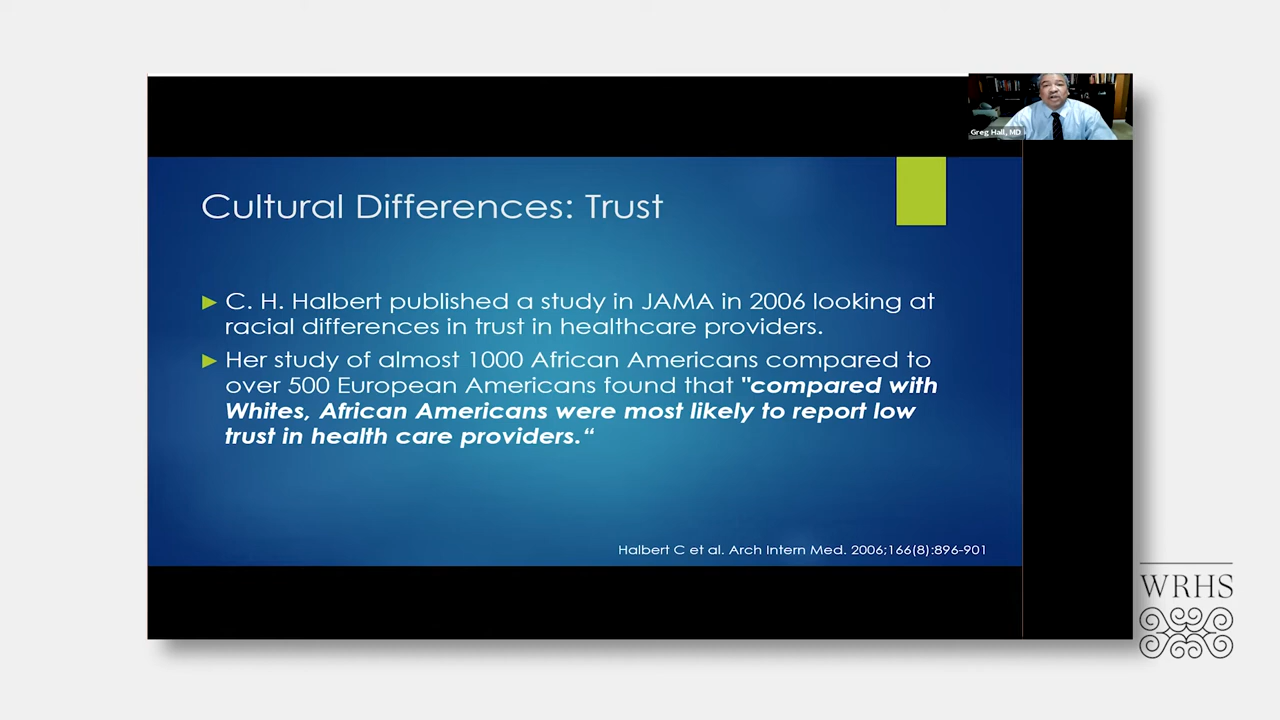 Greg Hall, MD
Cultural Differences: Trust
► C. H. Halbert published a study in JAMA in 2006 looking at
racial differences in trust in healthcare providers.
► Her study of almost 1000 African Americans compared to
over 500 European Americans found that "compared with
Whites, African Americans were most likely to report low
trust in health care providers.“
Halbert C et al. Arch Intern Med. 2006;166(8):896-901
WRHS